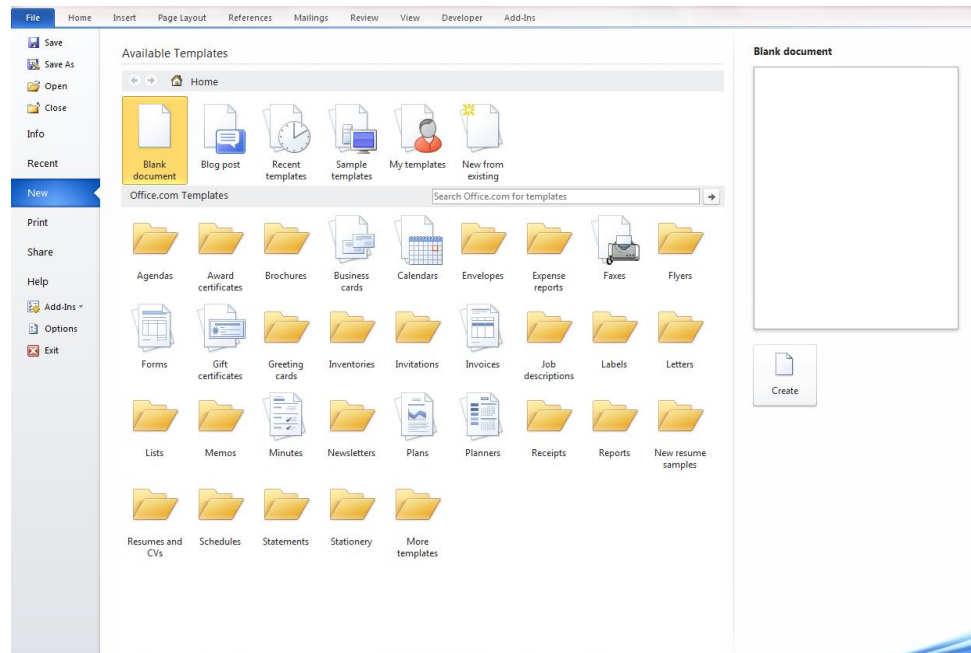 File Home Insert Page Layout References Mailings Review View Developer Add-Ins
Save
Save As
Open
Close
Info
Recent
New
Print
Share
Help
Add-Ins
Options
Exit
Available Templates
Home
Blank
document
Blog post
Recent
templates
Sample
templates
My templates
New from
existing
Office.com Templates
Search Office.com for templates
Agendas
Award
certificates
Brochures
Business
cards
Calendars
Envelopes
Expense
reports
Faxes
Flyers
Forms
Gift
certificates
Greeting
cards
Inventories
Invitations
Invoices
Job
descriptions
Labels
Letters
Lists
Memos
Minutes
Newsletters
Plans
Planners
Receipts
Reports
New resume
samples
Resumes and
CVs
Schedules
Statements
Stationery
More
templates
Blank document
Create